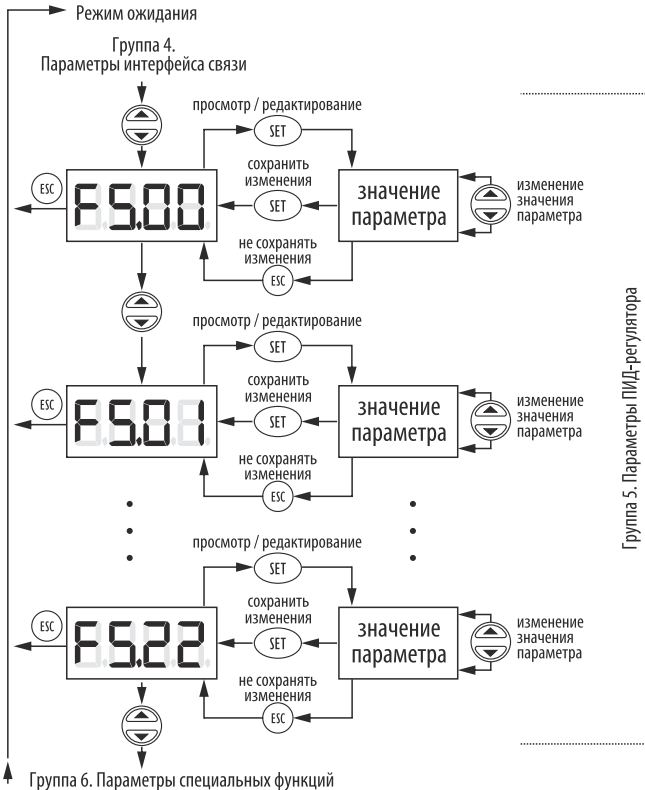 Режим ожидания
Группа 4.
Параметры интерфейса связи
просмотр / редактирование
SET
ESC
F5.00
сохранить
изменения
SET
значение
параметра
изменение
значения
параметра
не сохранять
изменения
ESC
просмотр / редактирование
SET
ESC
F5.01
сохранить
изменения
SET
значение
параметра
изменение
значения
параметра
не сохранять
изменения
ESC
просмотр / редактирование
SET
ESC
F5.22
сохранить
изменения
SET
значение
параметра
изменение
значения
параметра
не сохранять
изменения
ESC
Группа 5. Параметры ПИД-регулятора
Группа 6. Параметры специальных функций